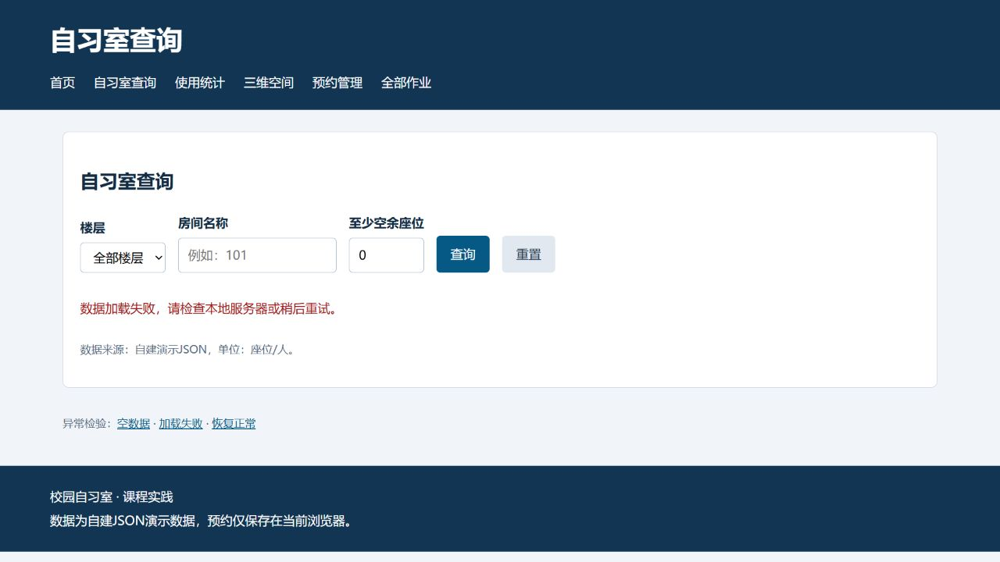 自习室查询
首页 自习室查询 使用统计 三维空间 预约管理 全部作业
自习室查询
楼层 房间名称 至少空余座位
全部楼层 例如：101 0 查询 重置
数据加载失败，请检查本地服务器或稍后重试。
数据来源：自建演示JSON，单位：座位/人。
异常检验：空数据 · 加载失败 · 恢复正常
校园自习室 · 课程实践
数据为自建JSON演示数据，预约仅保存在当前浏览器。